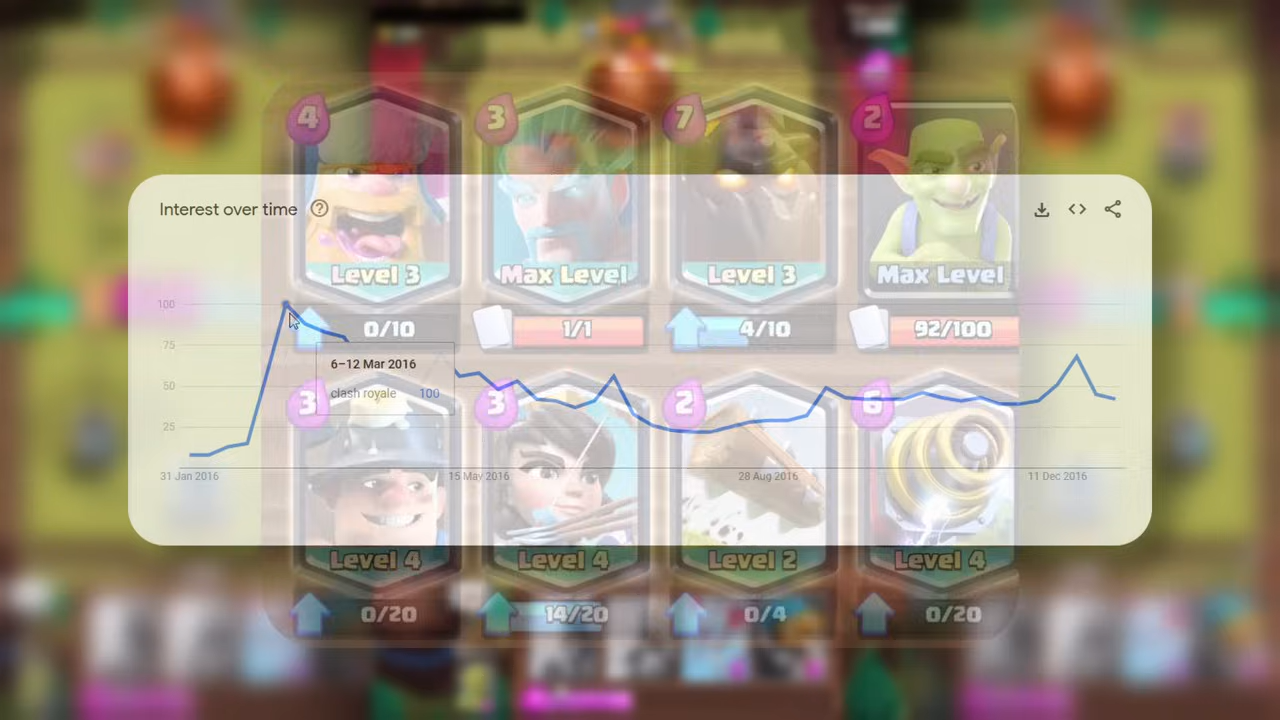 4 3 7 2
Interest over time ?
Level 3 Max Level Level 3 Max Level
100
0/10 1/1 4/10 92/100
75
6–12 Mar 2016
clash royale 100
50
3 3 2 6
25
31 Jan 2016 15 May 2016 28 Aug 2016 11 Dec 2016
Level 4 Level 4 Level 2 Level 4
0/20 14/20 0/4 0/20